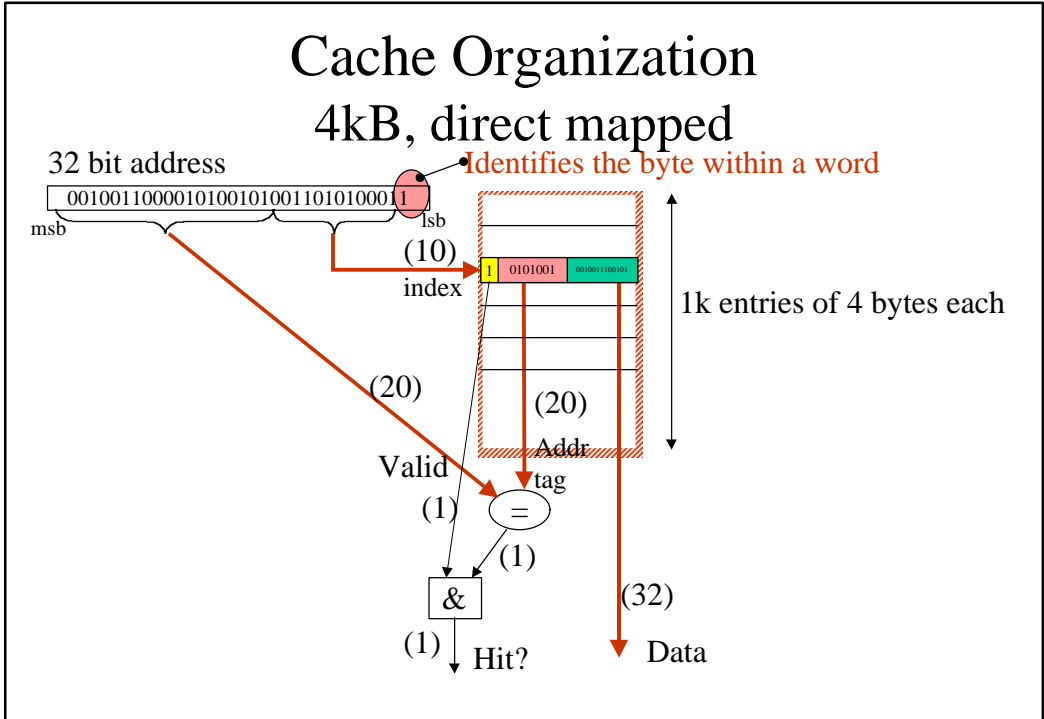 Cache Organization
4kB, direct mapped
32 bit address
Identifies the byte within a word
00100110000101001010011010100011
msb
lsb
(10)
index
1 0101001 0010011100101
1k entries of 4 bytes each
(20)
(20)
Addr
tag
Valid
(1)
=
(1)
&
(32)
(1)
Hit?
Data